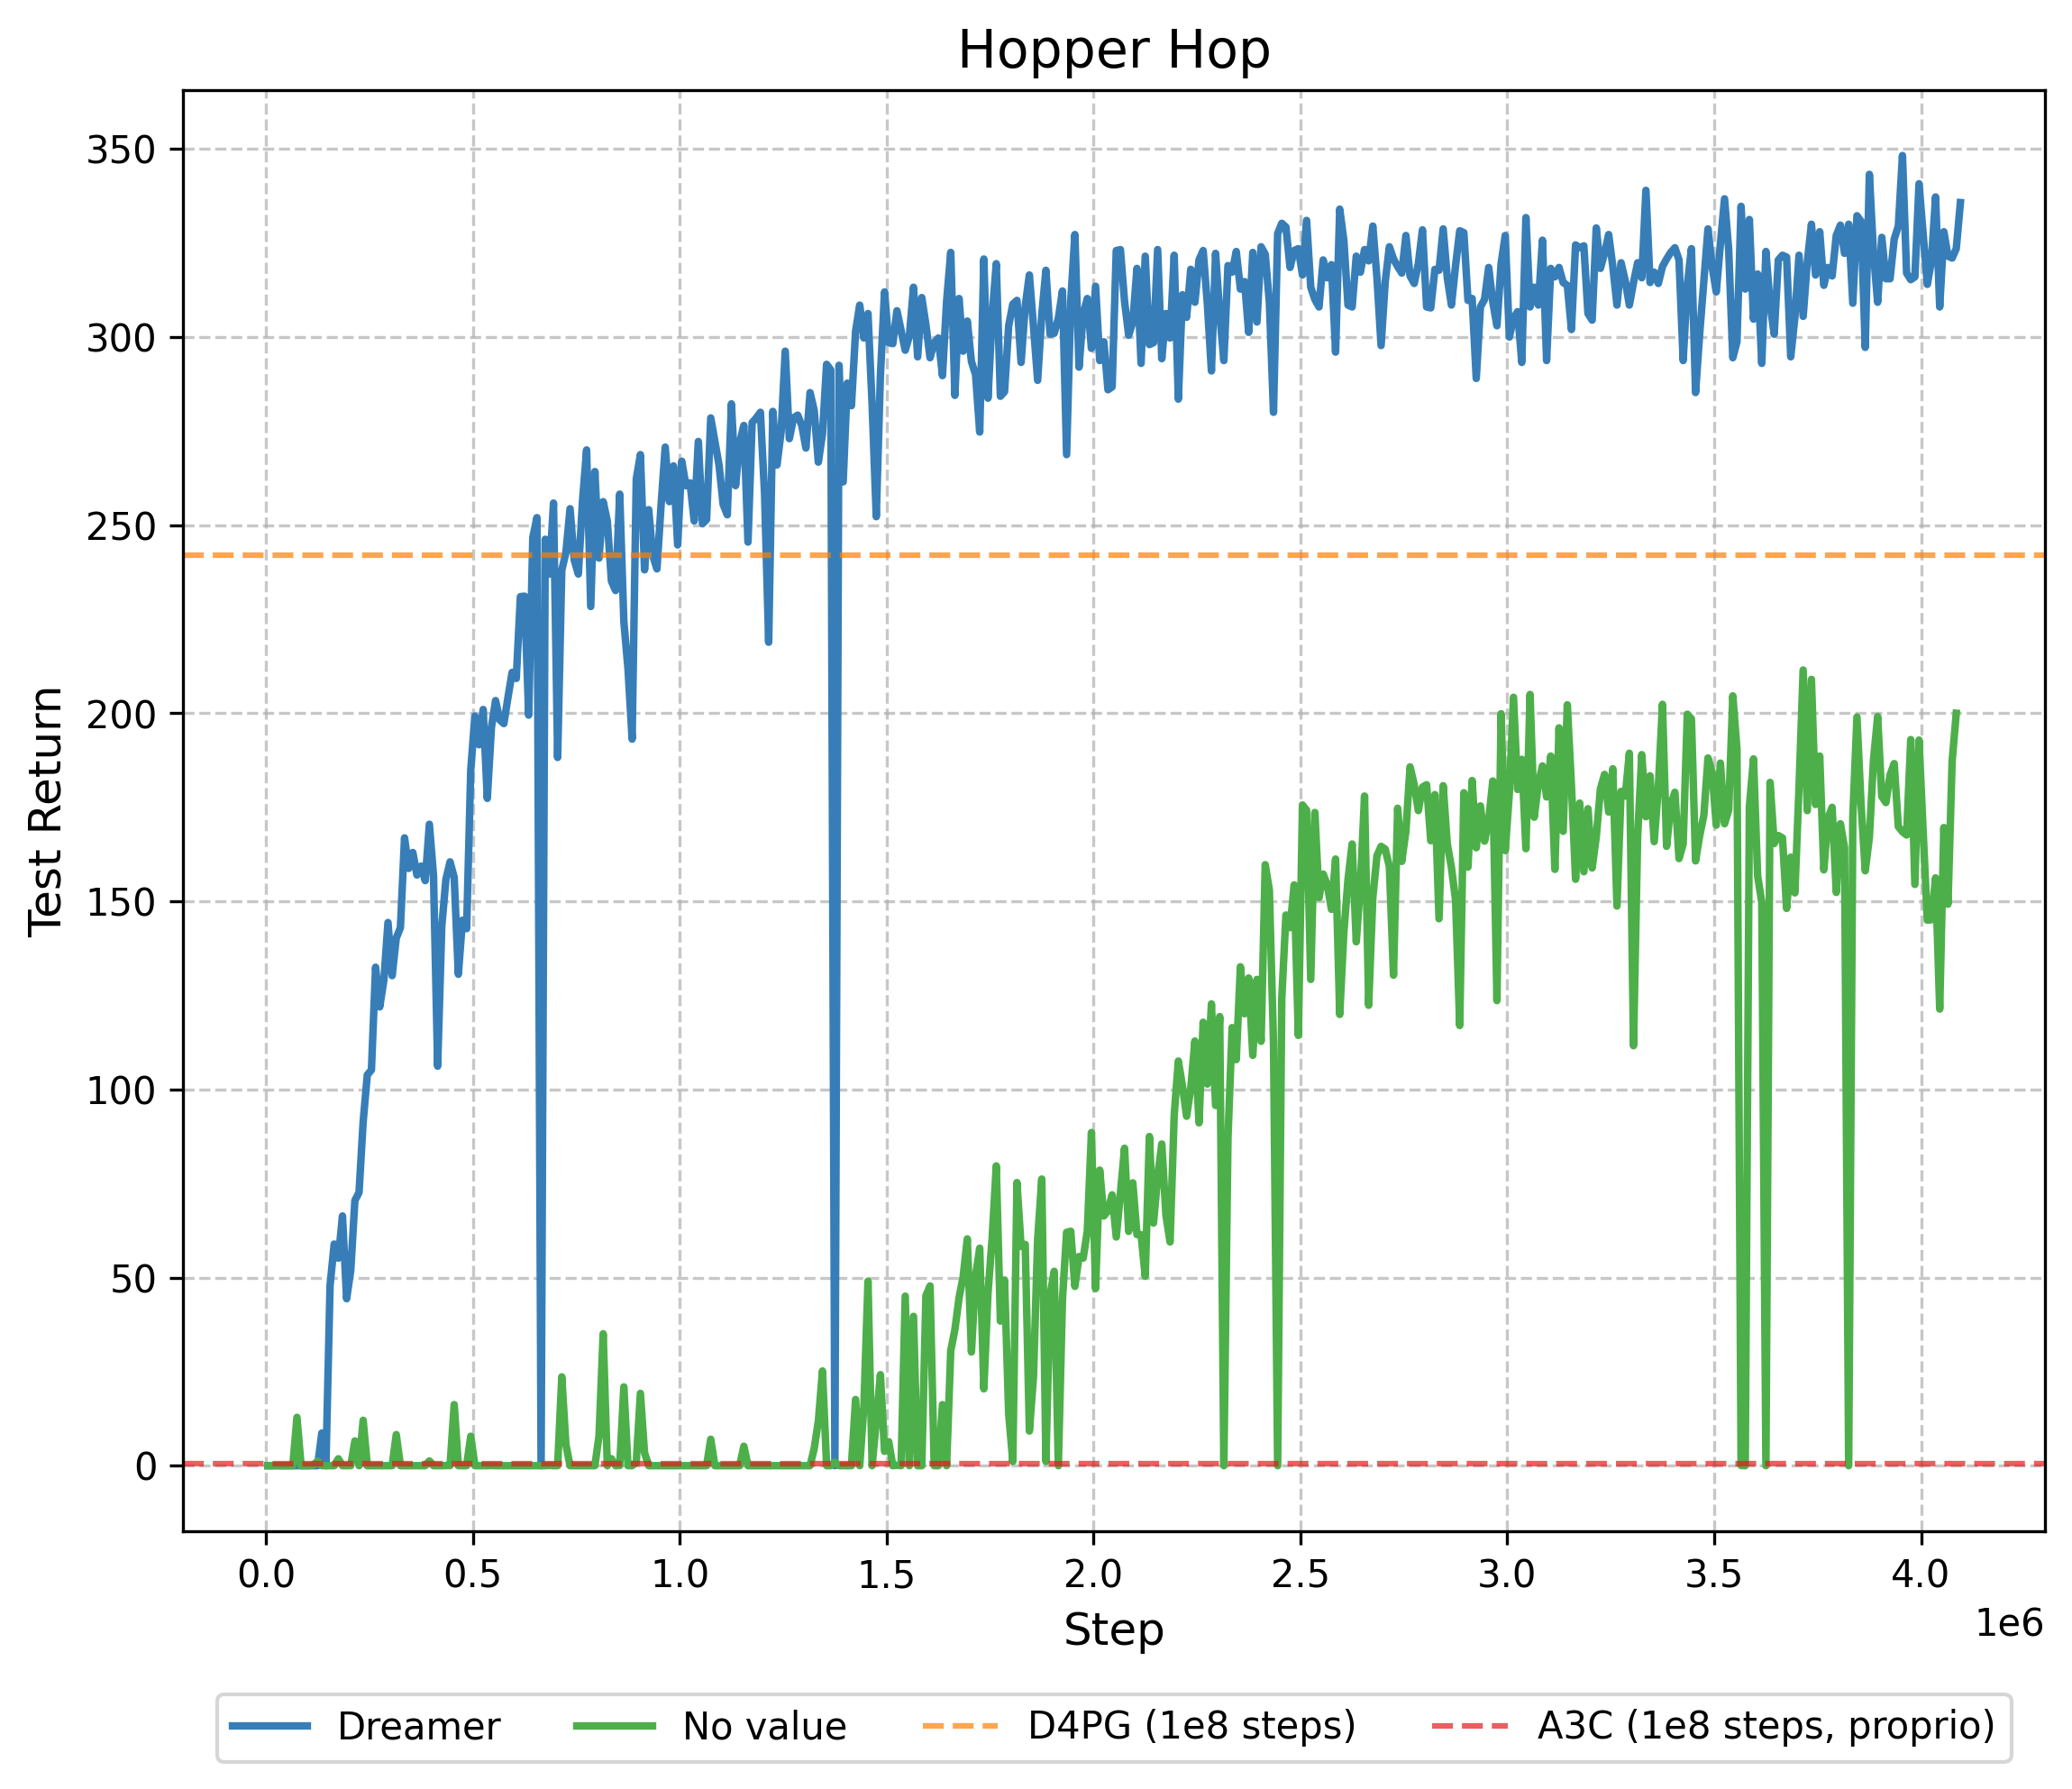 Hopper Hop
350
300
250
200
150
100
50
0
Test Return
0.0 0.5 1.0 1.5 2.0 2.5 3.0 3.5 4.0
1e6
Step
Dreamer No value D4PG (1e8 steps) A3C (1e8 steps, proprio)